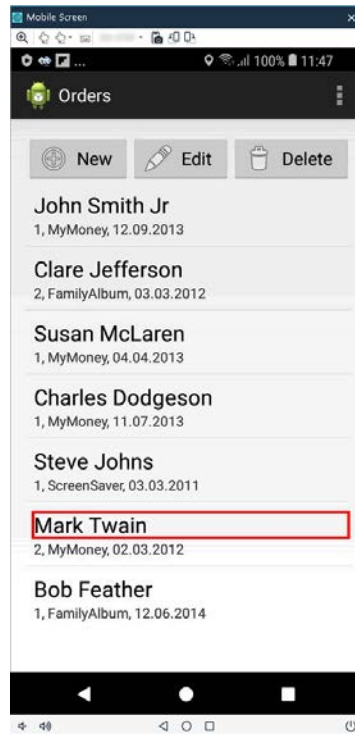 Mobile Screen
... 100% 11:47
Orders
New Edit Delete
John Smith Jr
1, MyMoney, 12.09.2013
Clare Jefferson
2, FamilyAlbum, 03.03.2012
Susan McLaren
1, MyMoney, 04.04.2013
Charles Dodgeson
1, MyMoney, 11.07.2013
Steve Johns
1, ScreenSaver, 03.03.2011
Mark Twain
2, MyMoney, 02.03.2012
Bob Feather
1, FamilyAlbum, 12.06.2014